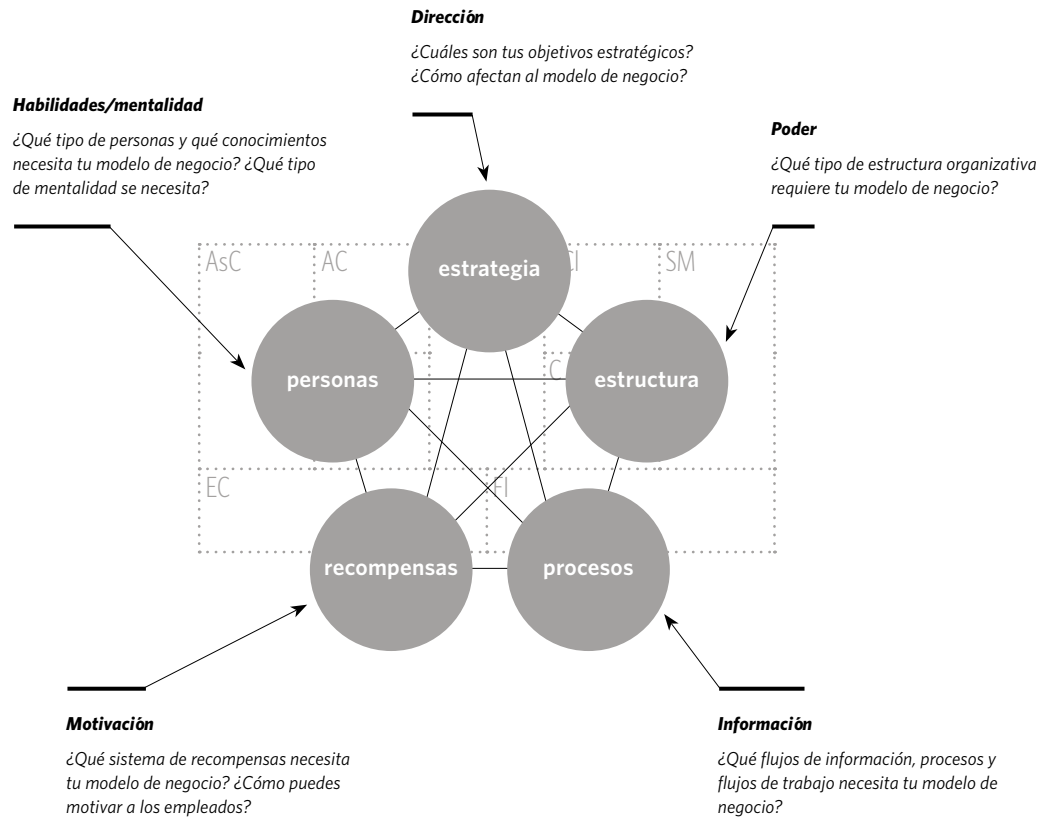 Dirección
¿Cuáles son tus objetivos estratégicos?
¿Cómo afectan al modelo de negocio?
Habilidades/mentalidad
¿Qué tipo de personas y qué conocimientos
necesita tu modelo de negocio? ¿Qué tipo
de mentalidad se necesita?
Poder
¿Qué tipo de estructura organizativa
requiere tu modelo de negocio?
AsC
AC
estrategia
SM
personas
C
estructura
EC
FI
recompensas
procesos
Motivación
¿Qué sistema de recompensas necesita
tu modelo de negocio? ¿Cómo puedes
motivar a los empleados?
Información
¿Qué flujos de información, procesos y
flujos de trabajo necesita tu modelo de
negocio?